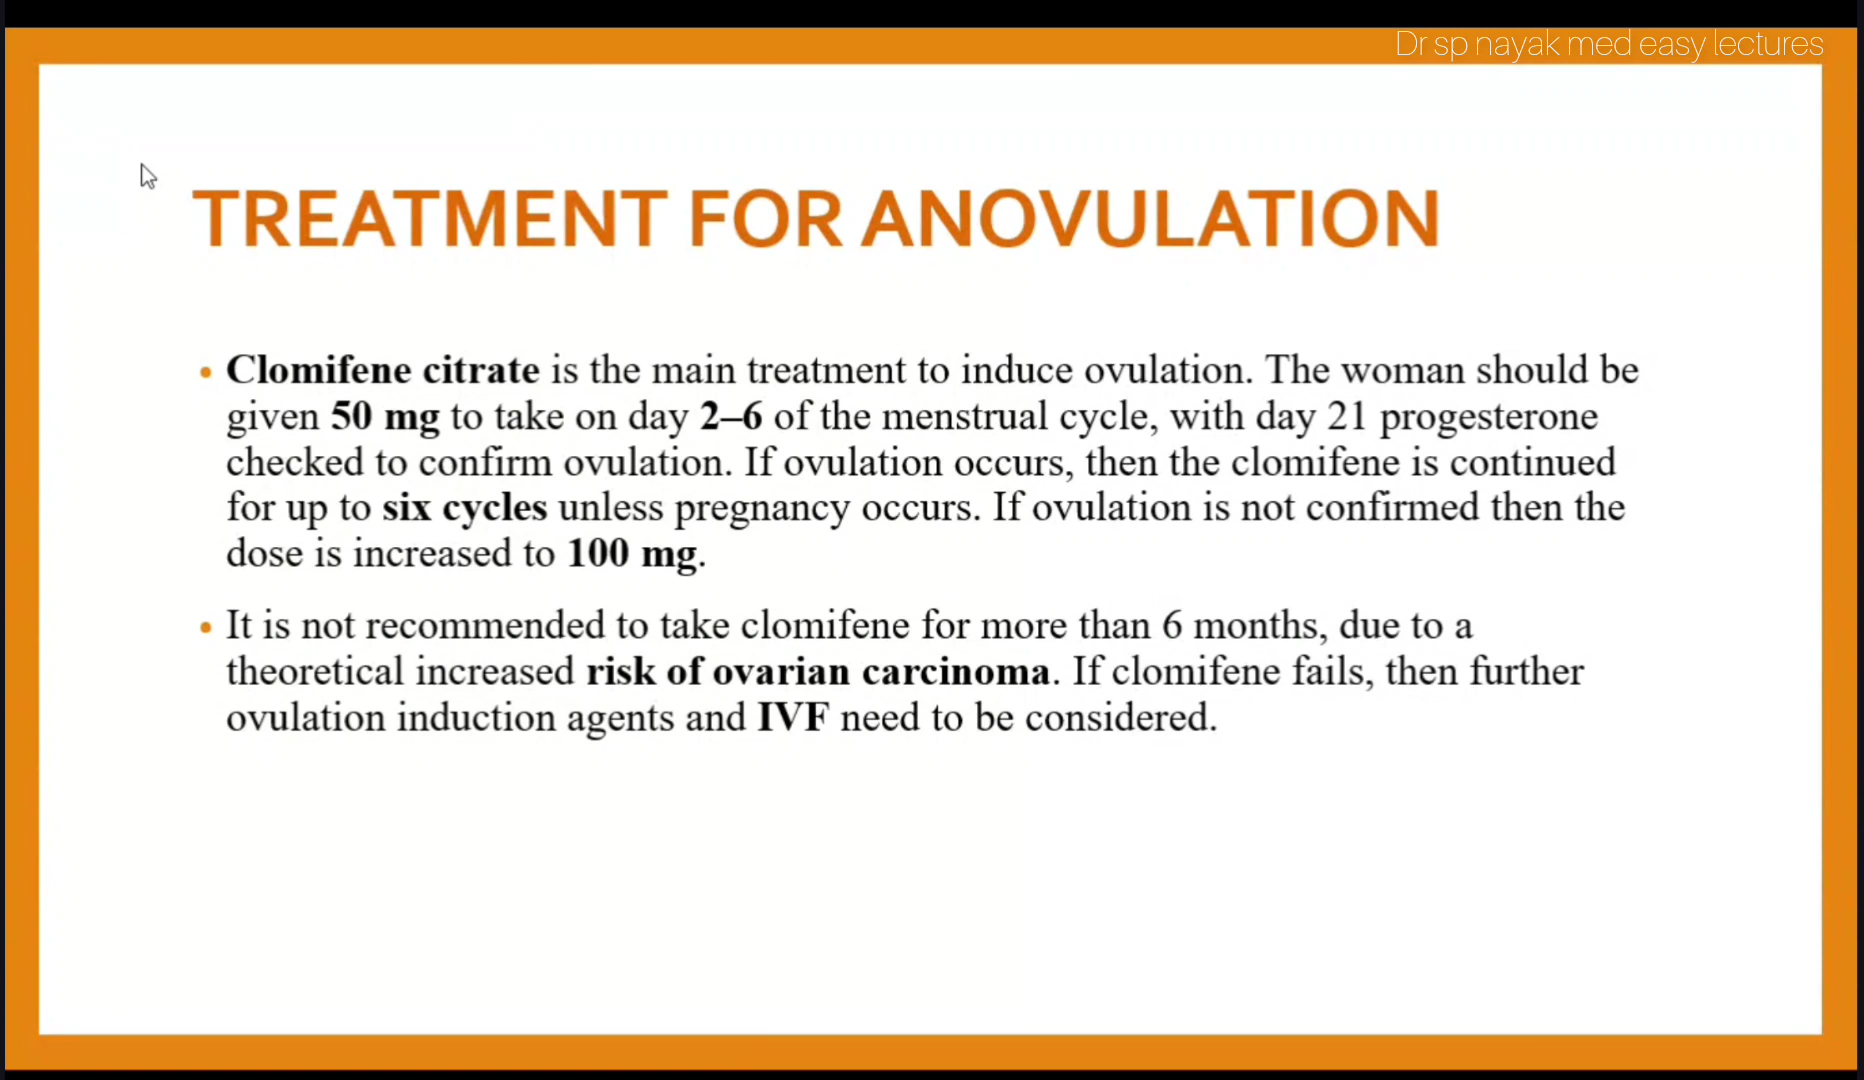 Dr sp nayak med easy lectures
TREATMENT FOR ANOVULATION
• Clomifene citrate is the main treatment to induce ovulation. The woman should be
given 50 mg to take on day 2–6 of the menstrual cycle, with day 21 progesterone
checked to confirm ovulation. If ovulation occurs, then the clomifene is continued
for up to six cycles unless pregnancy occurs. If ovulation is not confirmed then the
dose is increased to 100 mg.
• It is not recommended to take clomifene for more than 6 months, due to a
theoretical increased risk of ovarian carcinoma. If clomifene fails, then further
ovulation induction agents and IVF need to be considered.